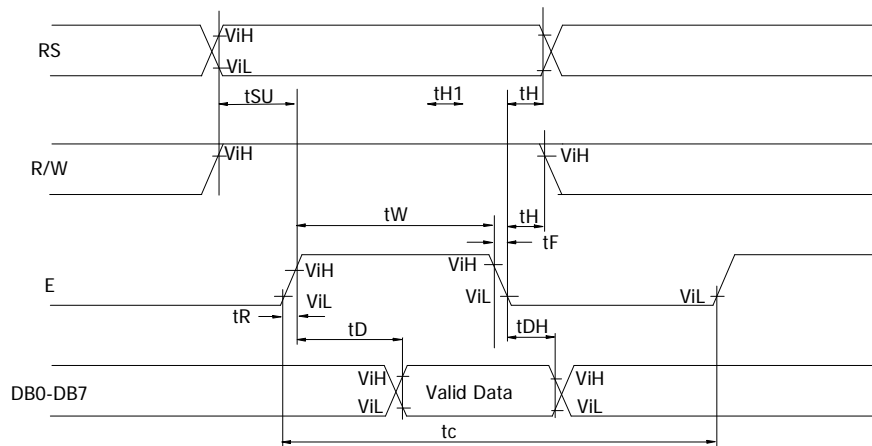 RS
ViH
ViL
tSU
tH1
tH
R/W
ViH
ViH
tW
tH
tF
E
ViH
ViH
ViL
ViL
ViL
tR
tD
tDH
DB0-DB7
ViH
Valid Data
ViH
ViL
ViL
tc